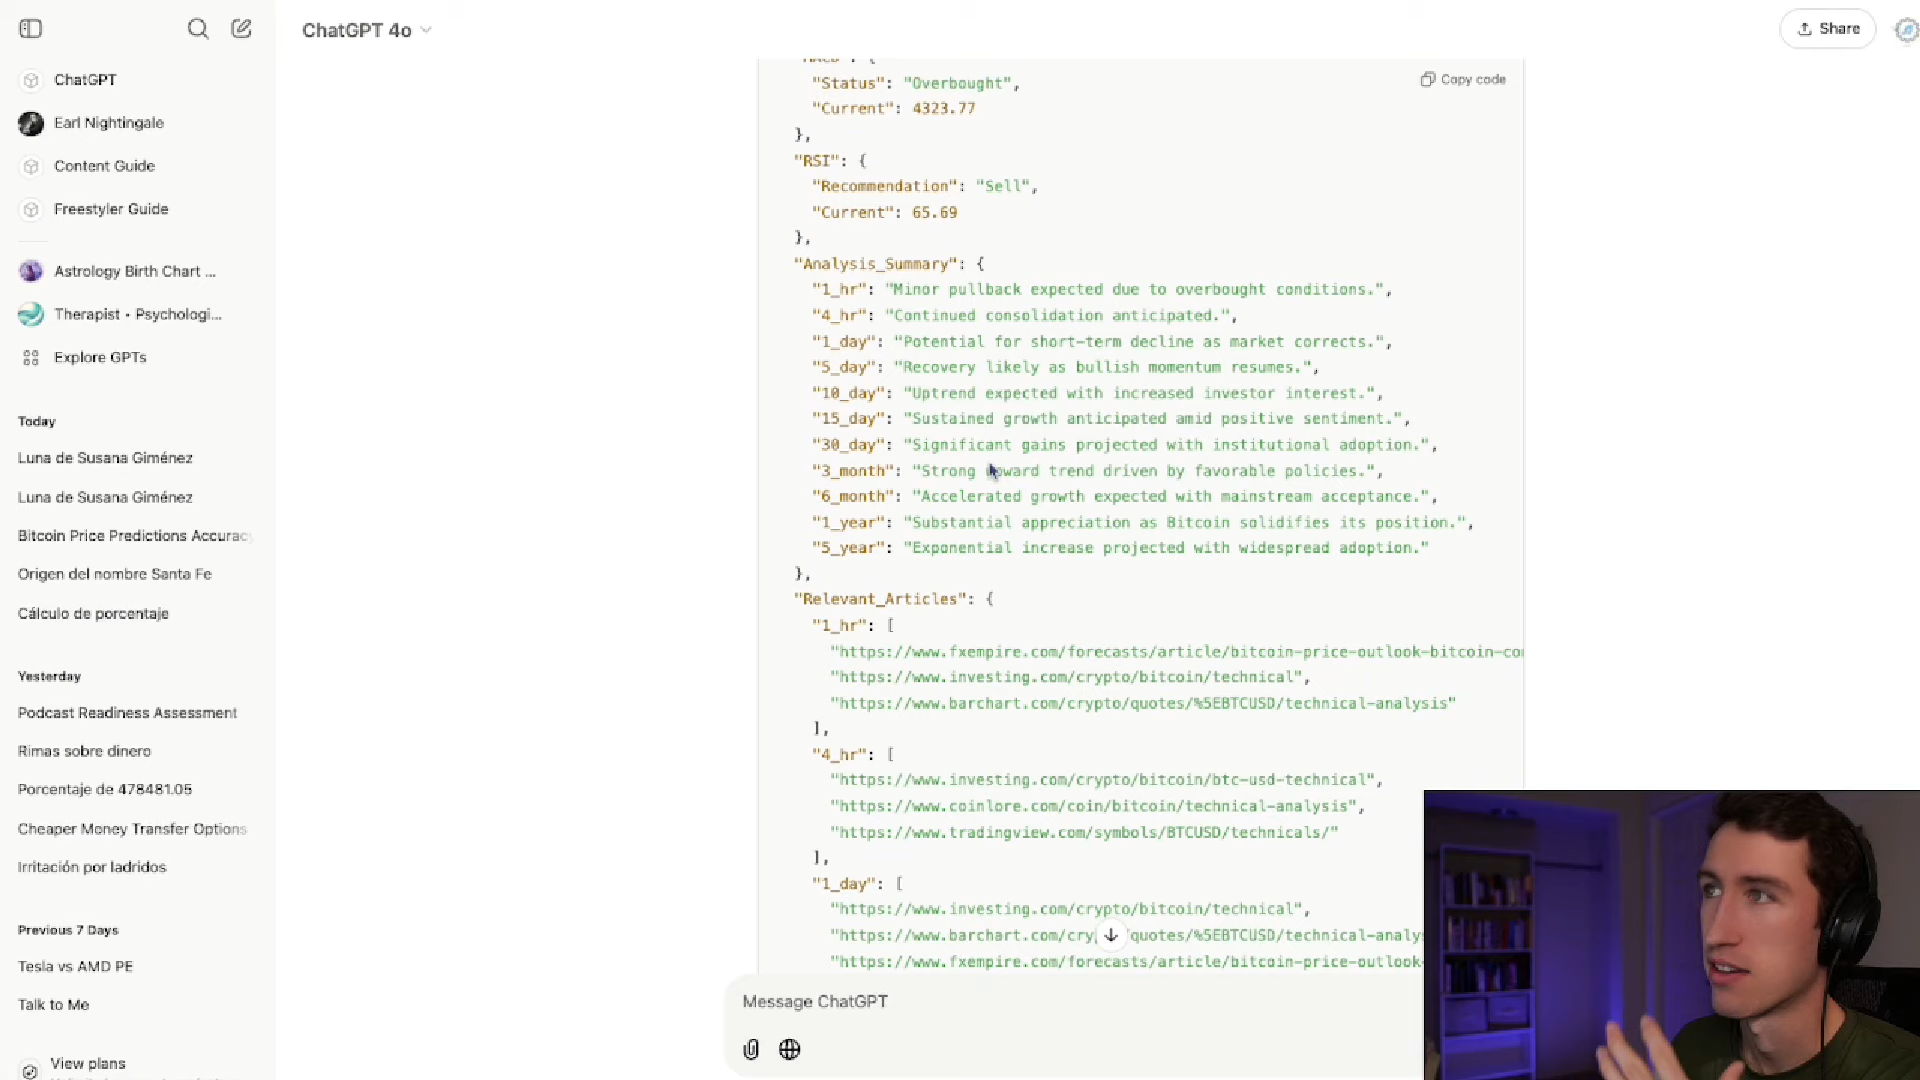 ChatGPT 4o
Share
ChatGPT
Earl Nightingale
Content Guide
Freestyler Guide
Astrology Birth Chart ...
Therapist • Psychologi...
Explore GPTs
Today
Luna de Susana Giménez
Luna de Susana Giménez
Bitcoin Price Predictions Accuracy
Origen del nombre Santa Fe
Cálculo de porcentaje
Yesterday
Podcast Readiness Assessment
Rimas sobre dinero
Porcentaje de 478481.05
Cheaper Money Transfer Options
Irritación por ladridos
Previous 7 Days
Tesla vs AMD PE
Talk to Me
View plans
Copy code
"Status": "Overbought",
"Current": 4323.77
},
"RSI": {
"Recommendation": "Sell",
"Current": 65.69
},
"Analysis_Summary": {
"1_hr": "Minor pullback expected due to overbought conditions.",
"4_hr": "Continued consolidation anticipated.",
"1_day": "Potential for short-term decline as market corrects.",
"5_day": "Recovery likely as bullish momentum resumes.",
"10_day": "Uptrend expected with increased investor interest.",
"15_day": "Sustained growth anticipated amid positive sentiment.",
"30_day": "Significant gains projected with institutional adoption.",
"3_month": "Strong upward trend driven by favorable policies.",
"6_month": "Accelerated growth expected with mainstream acceptance.",
"1_year": "Substantial appreciation as Bitcoin solidifies its position.",
"5_year": "Exponential increase projected with widespread adoption."
},
"Relevant_Articles": {
"1_hr": [
"https://www.fxempire.com/forecasts/article/bitcoin-price-outlook-bitcoin-co
"https://www.investing.com/crypto/bitcoin/technical",
"https://www.barchart.com/crypto/quotes/%5EBTCUSD/technical-analysis"
],
"4_hr": [
"https://www.investing.com/crypto/bitcoin/btc-usd-technical",
"https://www.coinlore.com/coin/bitcoin/technical-analysis",
"https://www.tradingview.com/symbols/BTCUSD/technicals/"
],
"1_day": [
"https://www.investing.com/crypto/bitcoin/technical",
"https://www.barchart.com/cry quotes/%5EBTCUSD/technical-analys
"https://www.fxempire.com/forecasts/article/bitcoin-price-outlook-
Message ChatGPT